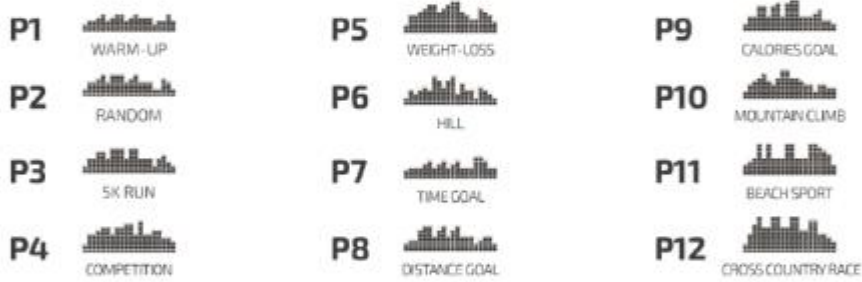 P1
WARM-UP
P2
RANDOM
P3
5K RUN
P4
COMPETITION
P5
WEIGHT-LOSS
P6
HILL
P7
TIME GOAL
P8
DISTANCE GOAL
P9
CALORIES GOAL
P10
MOUNTAIN CLIMB
P11
BEACH SPORT
P12
CROSS COUNTRY RACE